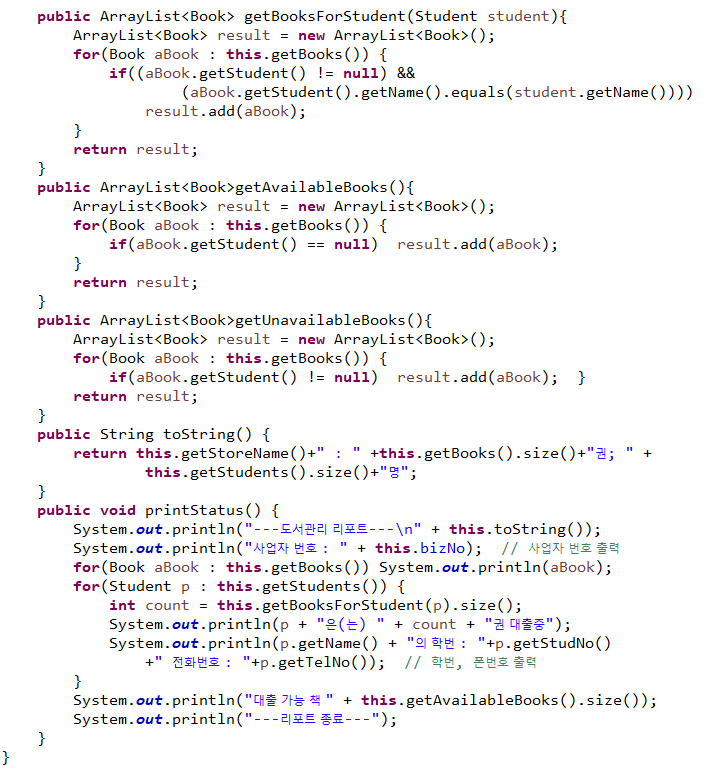 public ArrayList<Book> getBooksForStudent(Student student){
ArrayList<Book> result = new ArrayList<Book>();
for(Book aBook : this.getBooks()) {
if((aBook.getStudent() != null) &&
(aBook.getStudent().getName().equals(student.getName())))
result.add(aBook);
}
return result;
}
public ArrayList<Book>getAvailableBooks(){
ArrayList<Book> result = new ArrayList<Book>();
for(Book aBook : this.getBooks()) {
if(aBook.getStudent() == null)  result.add(aBook);
}
return result;
}
public ArrayList<Book>getUnavailableBooks(){
ArrayList<Book> result = new ArrayList<Book>();
for(Book aBook : this.getBooks()) {
if(aBook.getStudent() != null)  result.add(aBook);  }
return result;
}
public String toString() {
return this.getStoreName()+" : " +this.getBooks().size()+"권; " +
this.getStudents().size()+"명";
}
public void printStatus() {
System.out.println("---도서관리 리포트---\n" + this.toString());
System.out.println("사업자 번호 : " + this.bizNo);  // 사업자 번호 출력
for(Book aBook : this.getBooks()) System.out.println(aBook);
for(Student p : this.getStudents()) {
int count = this.getBooksForStudent(p).size();
System.out.println(p + "은(는) " + count + "권 대출중");
System.out.println(p.getName() + "의 학번 : "+p.getStudNo()
+" 전화번호 : "+p.getTelNo());  // 학번, 폰번호 출력
}
System.out.println("대출 가능 책 " + this.getAvailableBooks().size());
System.out.println("---리포트 종료---");
}
}